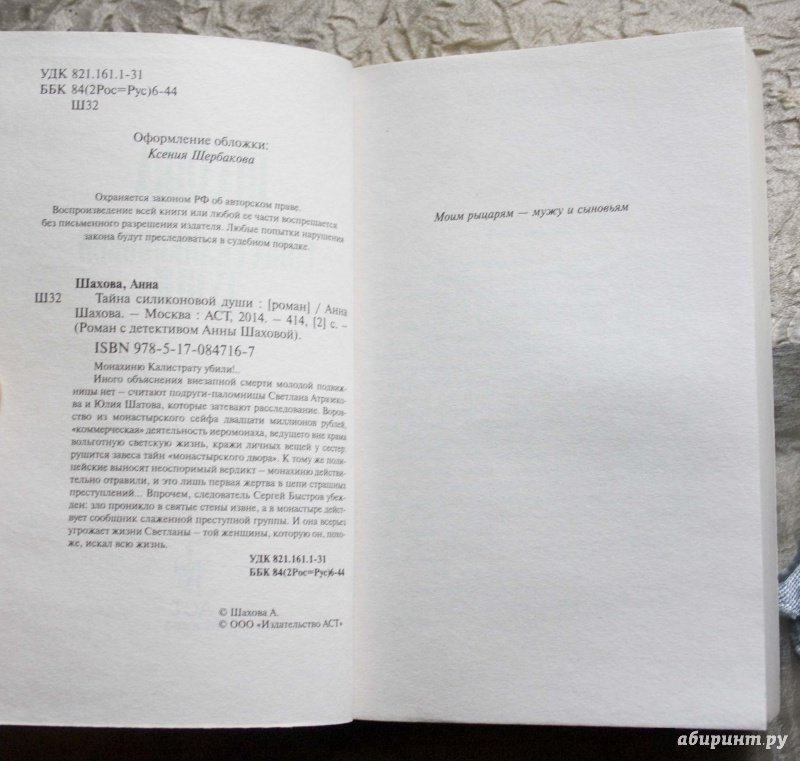 УДК 821.161.1-31
ББК 84(2Рос=Рус)6-44
Ш32
Оформление обложки:
Ксения Щербакова
Охраняется законом РФ об авторском праве.
Воспроизведение всей книги или любой ее части воспрещается
без письменного разрешения издателя. Любые попытки нарушения
закона будут преследоваться в судебном порядке.
Шахова, Анна
Ш32 Тайна силиконовой души : [роман] / Анна
Шахова. – Москва : АСТ, 2014. – 414, [2] с. –
(Роман с детективом Анны Шаховой).
ISBN 978-5-17-084716-7
Монахиню Калистрату убили!..
Иного объяснения внезапной смерти молодой подвиж-
ницы нет – считают подруги-паломницы Светлана Атразеко-
ва и Юлия Шатова, которые затевают расследование. Воров-
ство из монастырского сейфа двадцати миллионов рублей,
«коммерческая» деятельность иеромонаха, ведущего вне храма
вольготную светскую жизнь, кражи личных вещей у сестер:
рушится завеса тайн «монастырского двора». К тому же поли-
цейские выносят неоспоримый вердикт – монахиню действи-
тельно отравили, и это лишь первая жертва в цепи страшных
преступлений... Впрочем, следователь Сергей Быстров убеж-
ден: зло проникло в святые стены извне, а в монастыре дейст-
вует сообщник слаженной преступной группы. И она всерьез
угрожает жизни Светланы – той женщины, которую он, похо-
же, искал всю жизнь.
УДК 821.161.1-31
ББК 84(2Рос=Рус)6-44
© Шахова А.
© ООО «Издательство АСТ»
Моим рыцарям — мужу и сыновьям
абиринт.ру